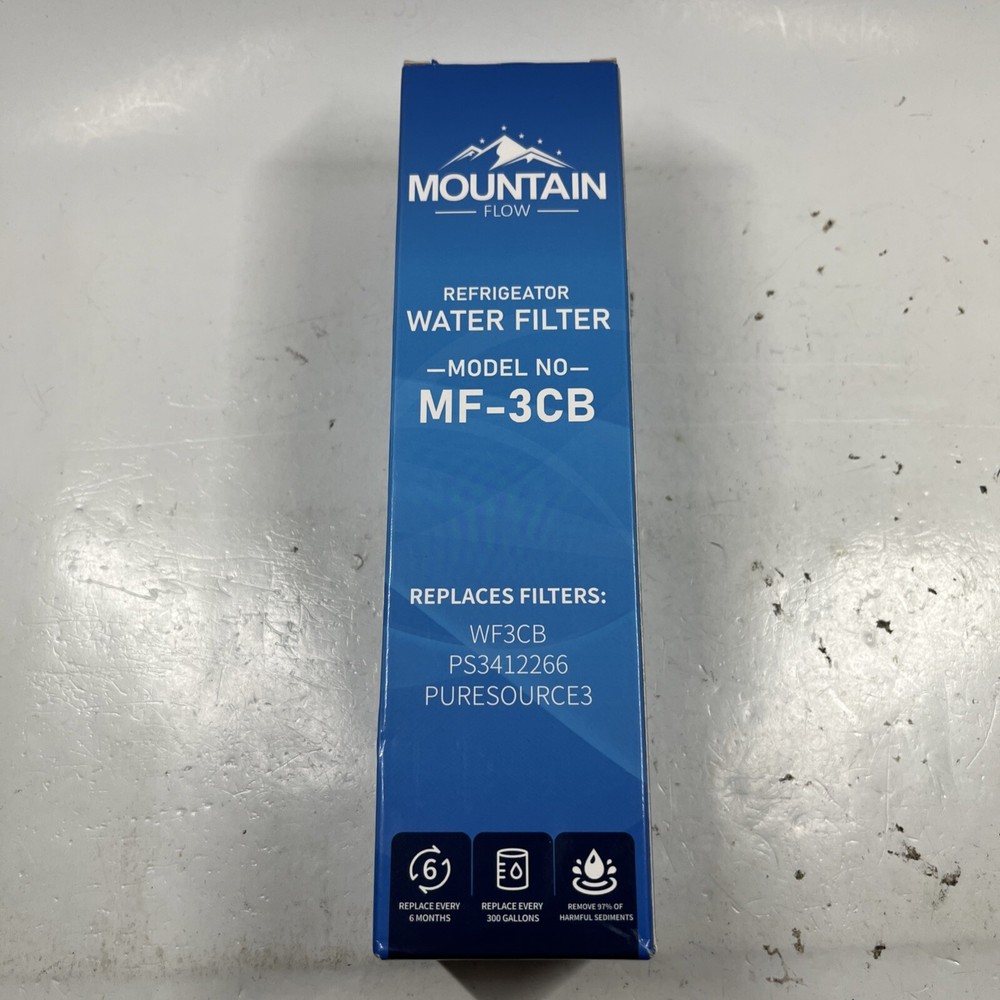 MOUNTAIN
FLOW
REFRIGEATOR
WATER FILTER
—MODEL NO—
MF-3CB
REPLACES FILTERS:
WF3CB
PS3412266
PURESOURCE3
6
REPLACE EVERY
6 MONTHS
REPLACE EVERY
300 GALLONS
REMOVE 97% OF
HARMFUL SEDIMENTS